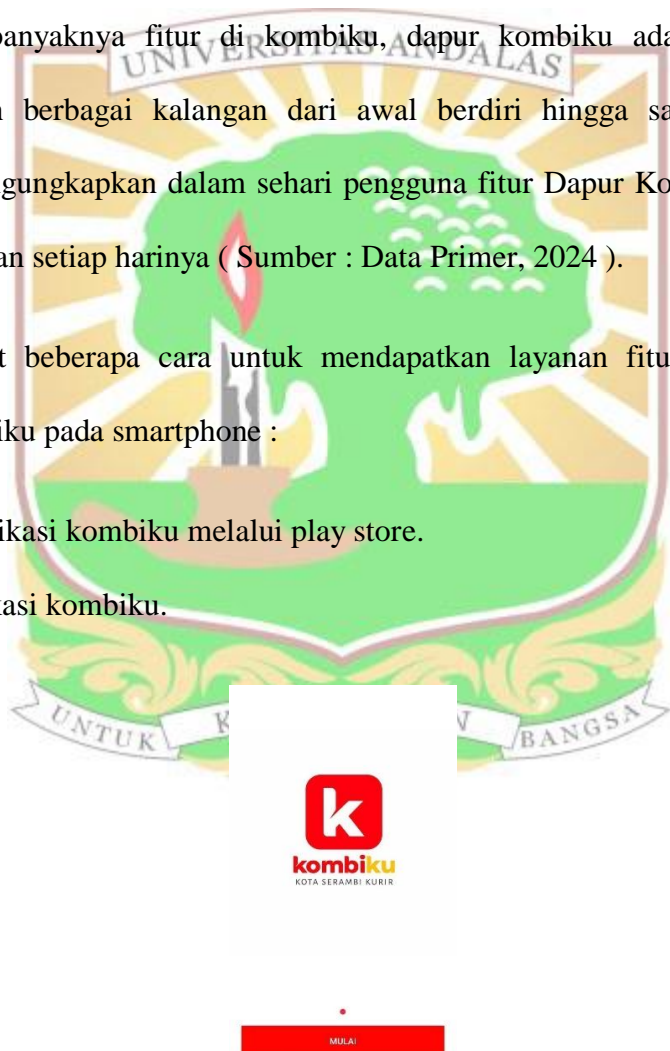 banyaknya fitur di kombiku, dapur kombiku ada
UNIVERSITAS ANDALAS
berbagai kalangan dari awal berdiri hingga sa
gungkapkan dalam sehari pengguna fitur Dapur Ko
an setiap harinya ( Sumber : Data Primer, 2024 ).
t beberapa cara untuk mendapatkan layanan fitu
iku pada smartphone :
ikasi kombiku melalui play store.
kasi kombiku.
UNTUK K N BANGSA
k
kombiku
KOTA SERAMBI KURIR
MULAI